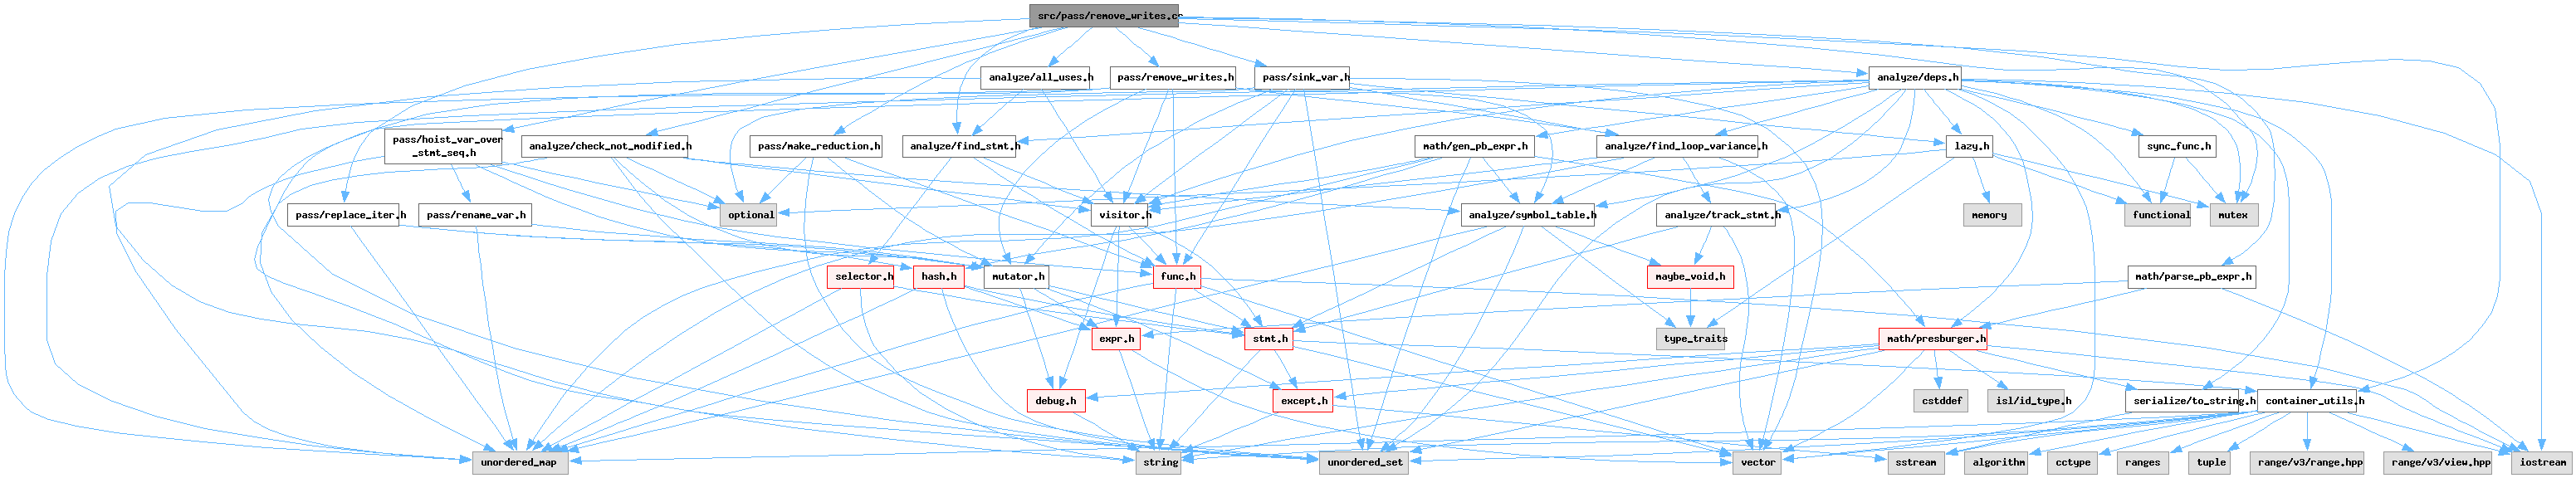 src/pass/remove_writes.cc
analyze/all_uses.h
pass/remove_writes.h
pass/sink_var.h
analyze/deps.h
pass/hoist_var_over
_stmt_seq.h
analyze/check_not_modified.h
pass/make_reduction.h
analyze/find_stmt.h
math/gen_pb_expr.h
analyze/find_loop_variance.h
lazy.h
sync_func.h
pass/replace_iter.h
pass/rename_var.h
optional
visitor.h
analyze/symbol_table.h
analyze/track_stmt.h
memory
functional
mutex
selector.h
hash.h
mutator.h
func.h
maybe_void.h
math/parse_pb_expr.h
expr.h
stmt.h
type_traits
math/presburger.h
debug.h
except.h
cstddef
isl/id_type.h
serialize/to_string.h
container_utils.h
unordered_map
string
unordered_set
vector
sstream
algorithm
cctype
ranges
tuple
range/v3/range.hpp
range/v3/view.hpp
iostream